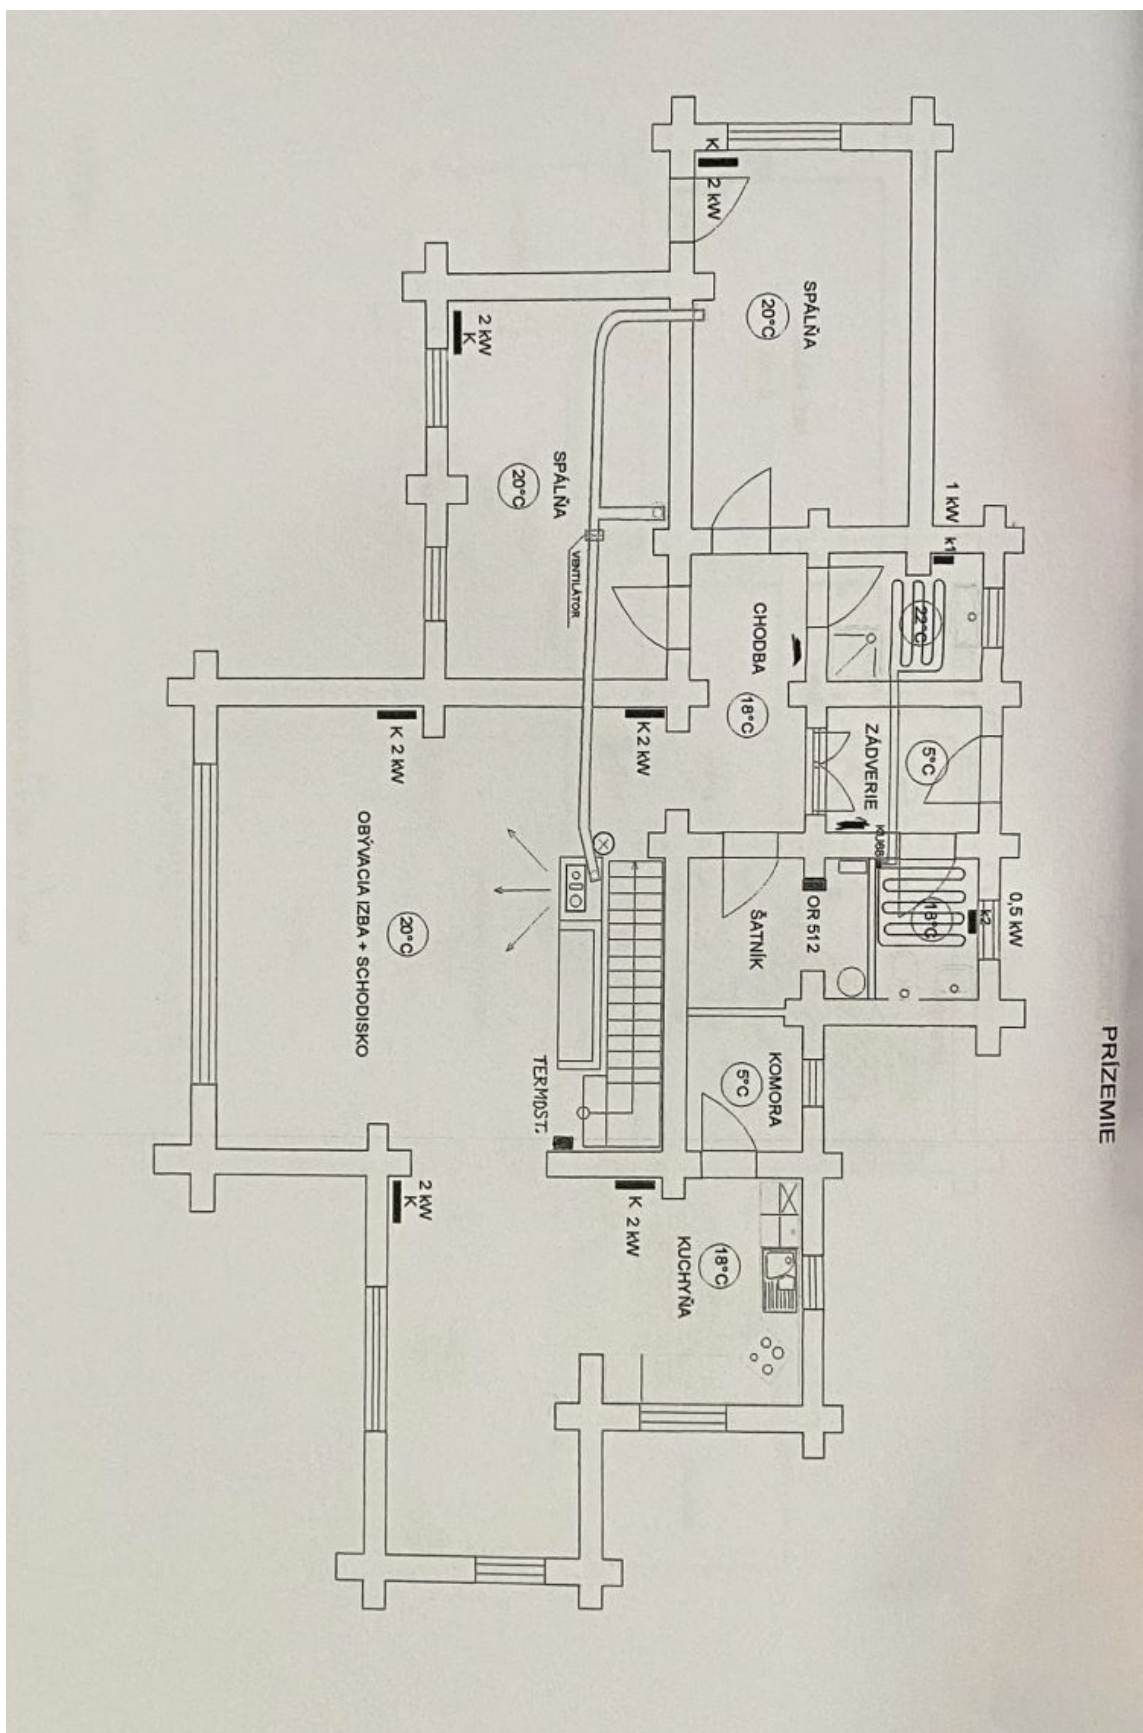 PRÍZEMIE
1 kW
k1
0,5 kW
k2
22°C
5°C
18°C
ZÁDVERIE
SPÁLŇA
20°C
CHODBA
18°C
OR 512
ŠATNÍK
KOMORA
5°C
K
2 kW
K 2 kW
K 2 kW
KUCHYŇA
18°C
VENTILÁTOR
SPÁLŇA
20°C
TERMOST.
2 kW
K
K 2 kW
2 kW
K
OBÝVACIA IZBA + SCHODISKO
20°C